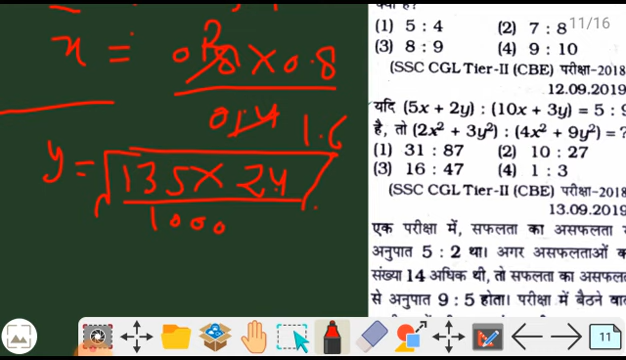 x =
0.8 × 0.8
0.4
1.6
y = √135 × 2.4
1000
क्या है?
(1) 5 : 4 (2) 7 : 8
11/16
(3) 8 : 9 (4) 9 : 10
(SSC CGL Tier-II (CBE) परीक्षा-2018
12.09.2019
यदि (5x + 2y) : (10x + 3y) = 5 : 9
है, तो (2x² + 3y²) : (4x² + 9y²) = ?
(1) 31 : 87 (2) 10 : 27
(3) 16 : 47 (4) 1 : 3
(SSC CGL Tier-II (CBE) परीक्षा-2018
13.09.2019
एक परीक्षा में, सफलता का असफलता
अनुपात 5 : 2 था। अगर असफलताओं
संख्या 14 अधिक थी, तो सफलता का असफल
से अनुपात 9 : 5 होता। परीक्षा में बैठने
11